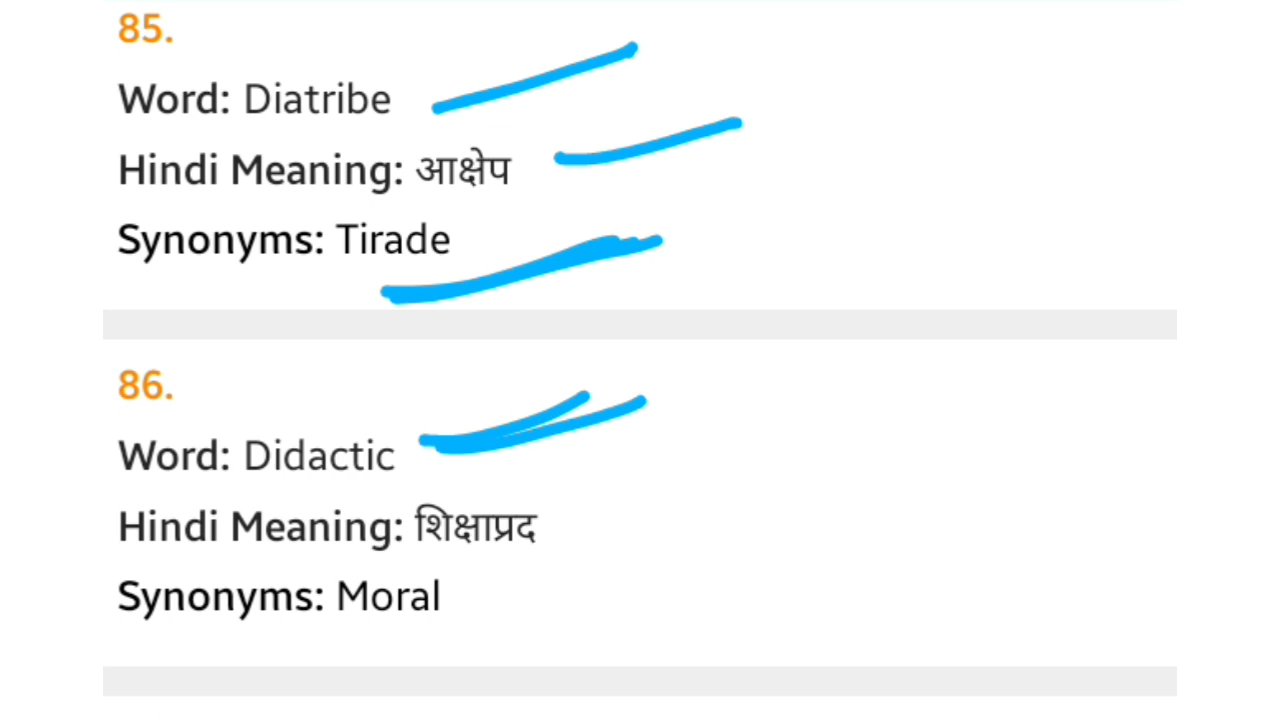 85.
Word: Diatribe
Hindi Meaning: आक्षेप
Synonyms: Tirade
86.
Word: Didactic
Hindi Meaning: शिक्षाप्रद
Synonyms: Moral